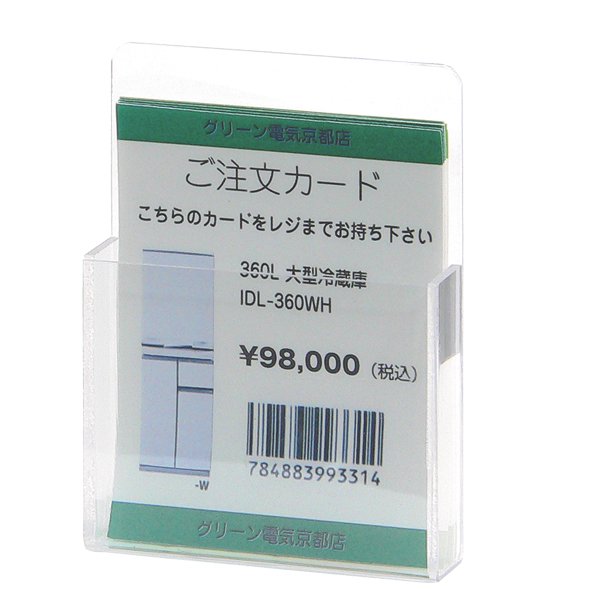 グリーン電気京都店
ご注文カード
こちらのカードをレジまでお持ち下さい
360L 大型冷蔵庫
IDL-360WH
¥98,000（税込）
784883993314
-W
グリーン電気京都店